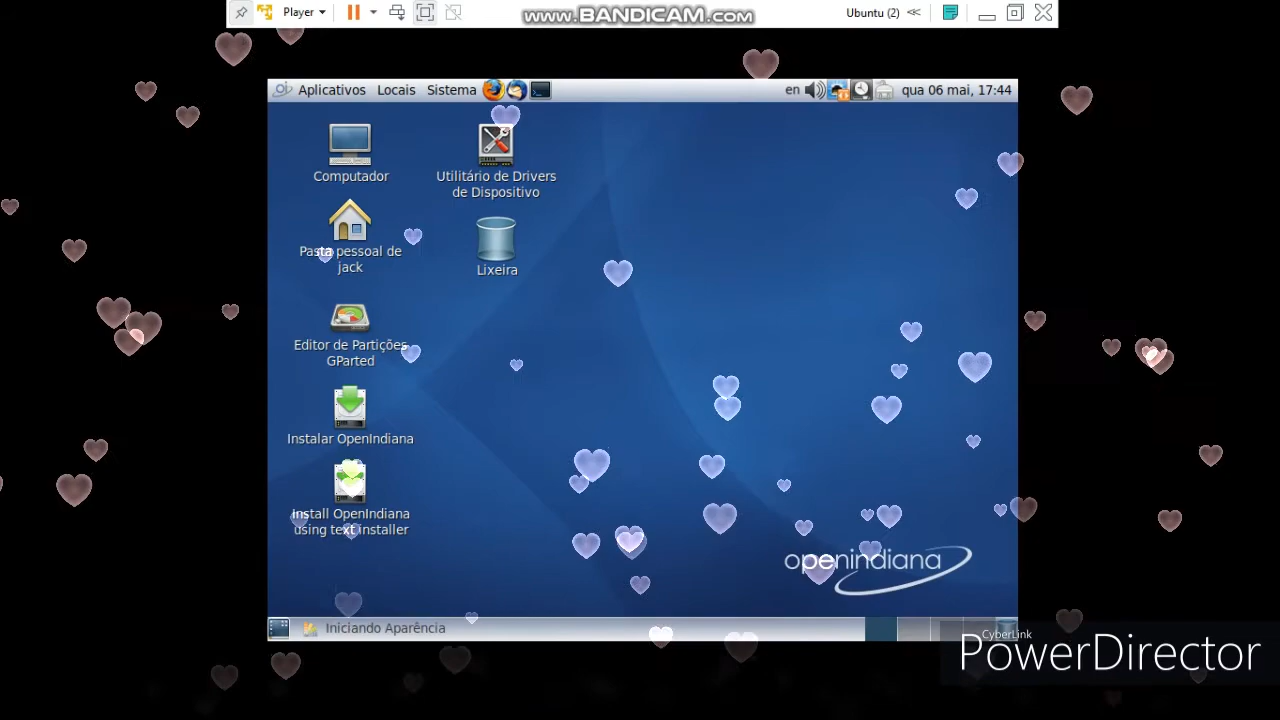 Player
www.BANDICAM.com
Ubuntu (2)
Aplicativos Locais Sistema
en
qua 06 mai, 17:44
Computador
Utilitário de Drivers
de Dispositivo
Pasta pessoal de
jack
Lixeira
Editor de Partições
GParted
Instalar OpenIndiana
Install OpenIndiana
using text installer
openindiana
Iniciando Aparência
CyberLink
PowerDirector